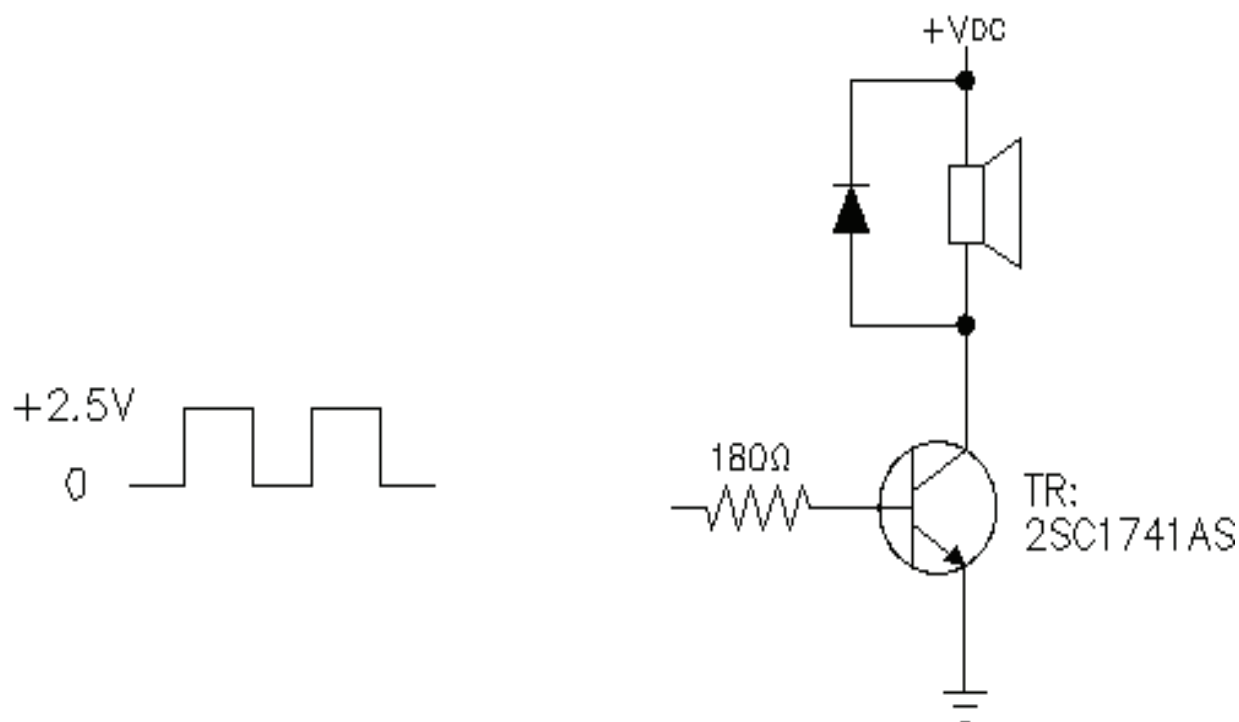 +VDC
+2.5V
0
180Ω
TR:
2SC1741AS